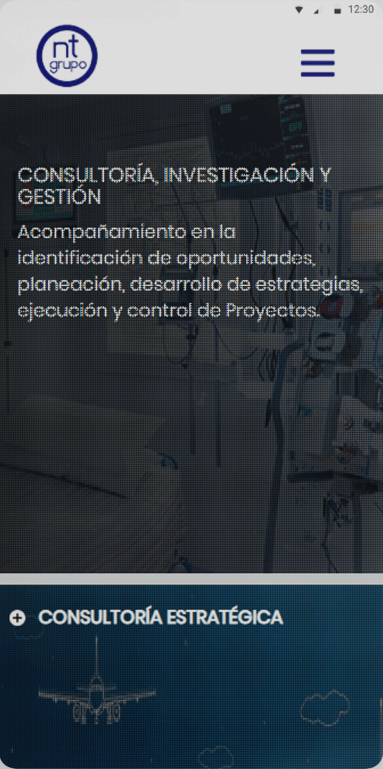 12:30
nt
grupo
CONSULTORÍA, INVESTIGACIÓN Y
GESTIÓN
Acompañamiento en la
identificación de oportunidades,
planeación, desarrollo de estrategias,
ejecución y control de Proyectos.
CONSULTORÍA ESTRATÉGICA